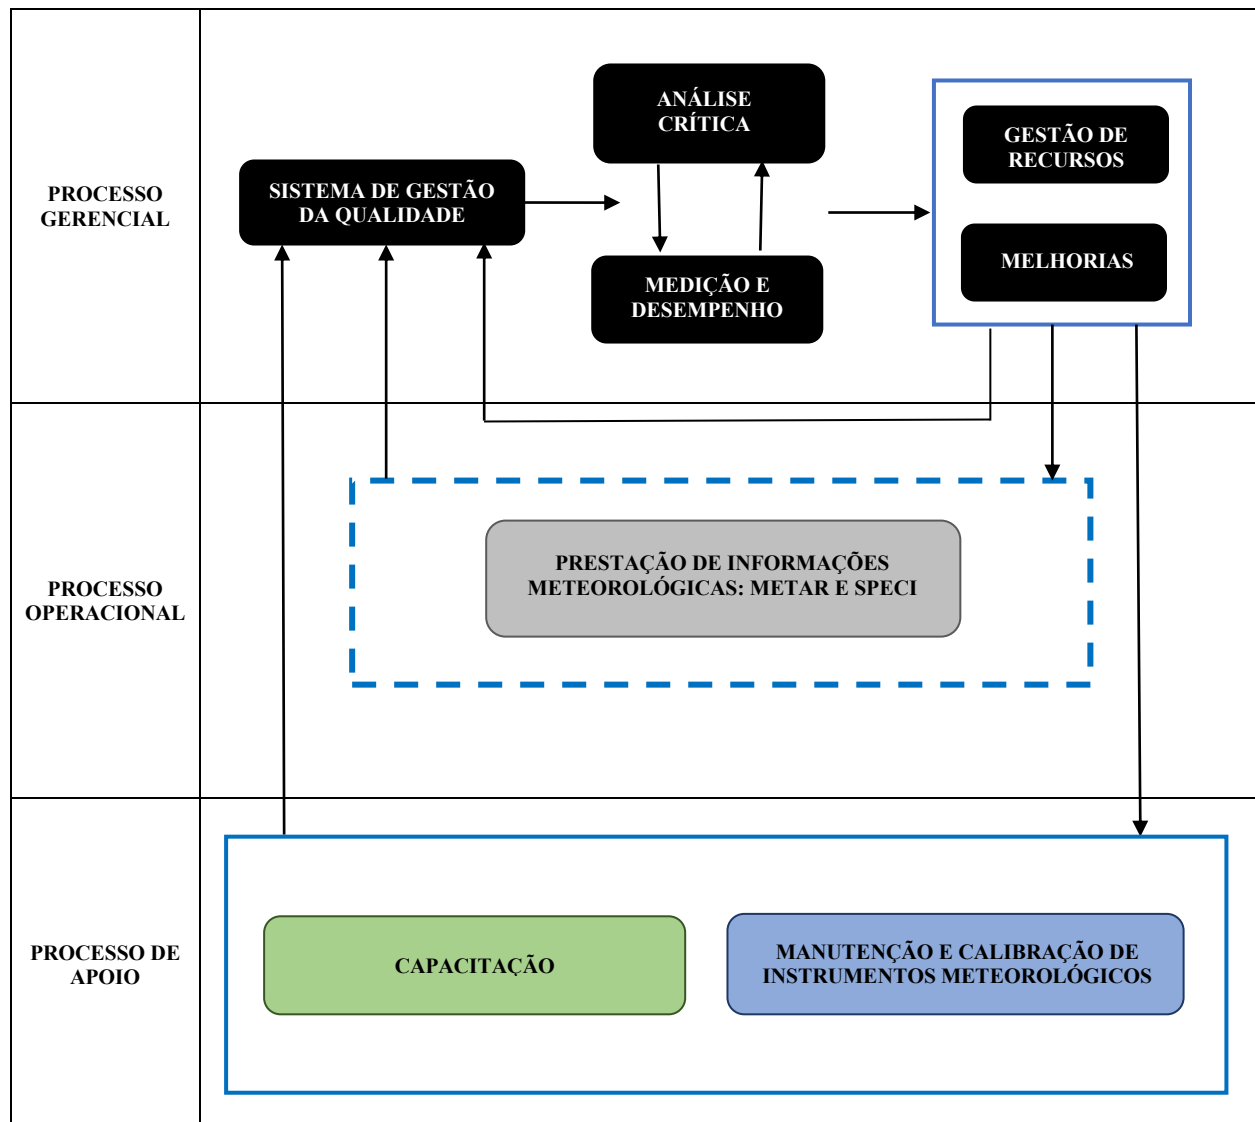 PROCESSO
GERENCIAL
SISTEMA DE GESTÃO
DA QUALIDADE
ANÁLISE
CRÍTICA
MEDIÇÃO E
DESEMPENHO
GESTÃO DE
RECURSOS
MELHORIAS
PROCESSO
OPERACIONAL
PRESTAÇÃO DE INFORMAÇÕES
METEOROLÓGICAS: METAR E SPECI
PROCESSO DE
APOIO
CAPACITAÇÃO
MANUTENÇÃO E CALIBRAÇÃO DE
INSTRUMENTOS METEOROLÓGICOS